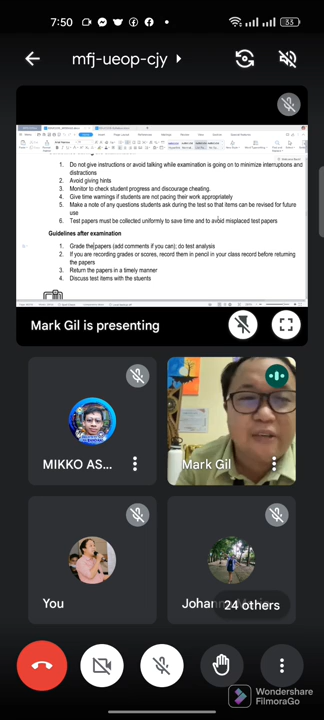 7:50
83
mfj-ueop-cjy
1. Do not give instructions or avoid talking while examination is going on to minimize interruptions and
distractions
2. Avoid giving hints
3. Monitor to check student progress and discourage cheating.
4. Give time warnings if students are not pacing their work appropriately
5. Make a note of any questions students ask during the test so that items can be revised for future
use
6. Test papers must be collected uniformly to save time and to avoid misplaced test papers
Guidelines after examination
1. Grade the papers (add comments if you can); do test analysis
2. If you are recording grades or scores, record them in pencil in your class record before returning
the papers
3. Return the papers in a timely manner
4. Discuss test items with the stuents
Mark Gil is presenting
MIKKO AS...
Mark Gil
You
Johann
24 others
Wondershare
FilmoraGo